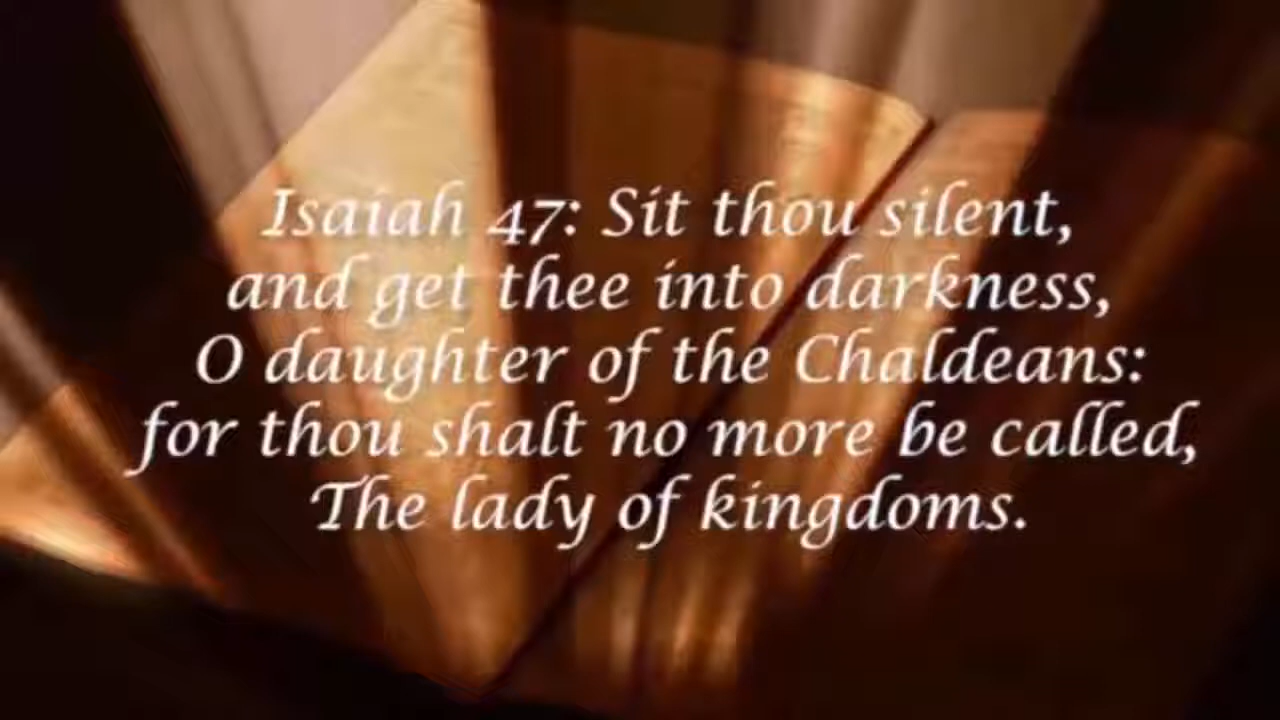 Isaiah 47: Sit thou silent,
and get thee into darkness,
O daughter of the Chaldeans:
for thou shalt no more be called,
The lady of kingdoms.